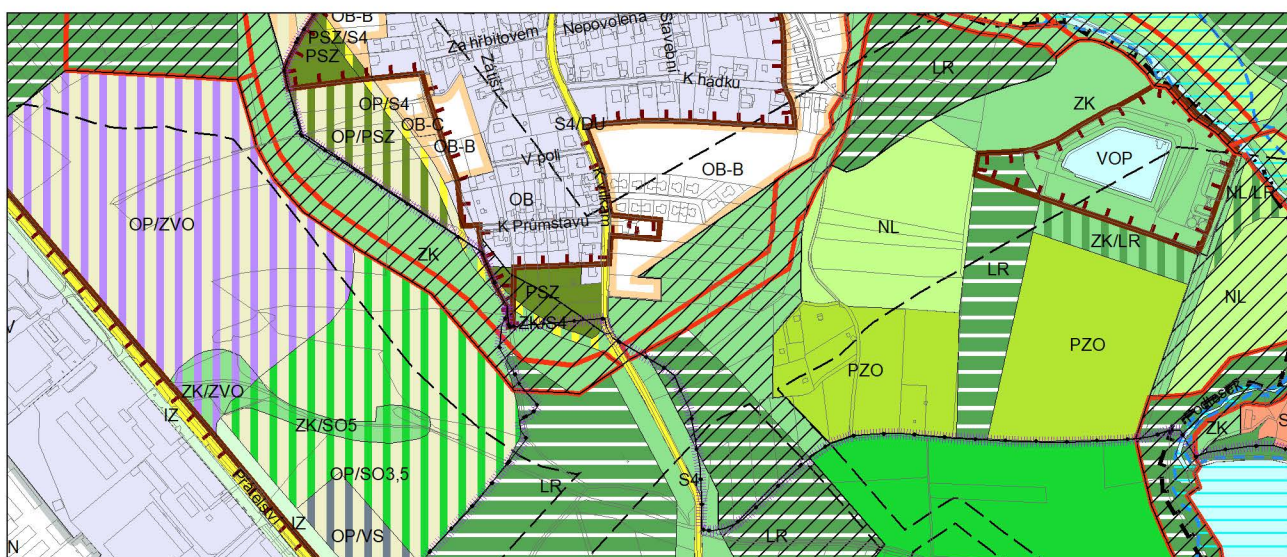 OB-B
PSZ/S4
PSZ
Za hřbitovem
Nepovolená
Stavební
Zátiší
K hádku
LR
ZK
OP/S4
OB-C
OP/PSZ
OB-B
S4/DU
VOP
V poli
OB-B
OP/ZVO
OB
NL
NL/LR
K Průmstavu
ZK
ZK/LR
LR
PSZ
NL
ZK/S4
PZO
PZO
ZK/ZVO
IZ
ZK/SO5
ZK
S
OP/SO3,5
Přátelství
LR
S4
IZ
OP/VS
LR
N